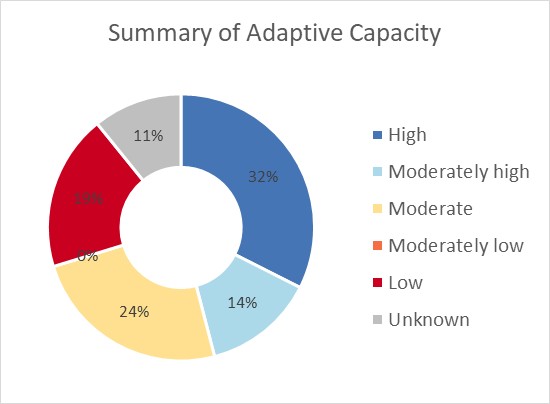 Summary of Adaptive Capacity
32%
14%
24%
0%
19%
11%
High
Moderately high
Moderate
Moderately low
Low
Unknown